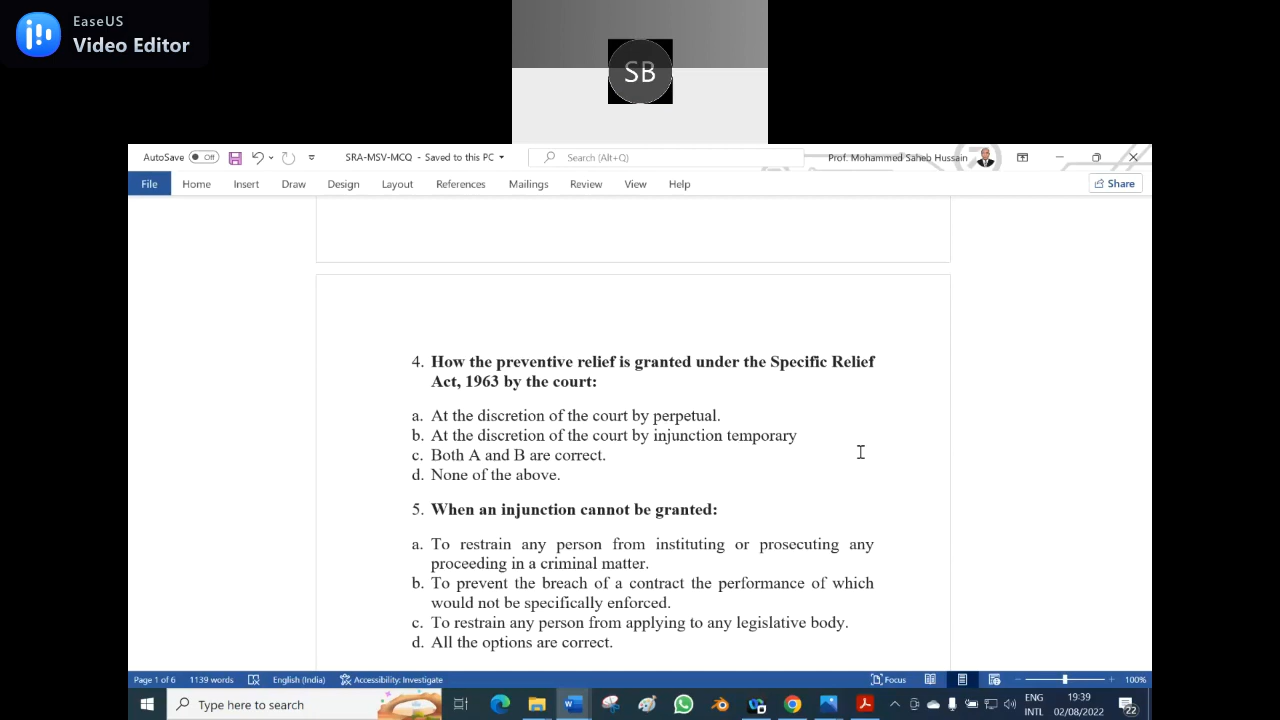 EaseUS
Video Editor
SB
AutoSave Off SRA-MSV-MCQ - Saved to this PC Search (Alt+Q) Prof. Mohammed Saheb Hussain
File Home Insert Draw Design Layout References Mailings Review View Help Share
4. How the preventive relief is granted under the Specific Relief
Act, 1963 by the court:
a. At the discretion of the court by perpetual.
b. At the discretion of the court by injunction temporary
c. Both A and B are correct.
d. None of the above.
5. When an injunction cannot be granted:
a. To restrain any person from instituting or prosecuting any
proceeding in a criminal matter.
b. To prevent the breach of a contract the performance of which
would not be specifically enforced.
c. To restrain any person from applying to any legislative body.
d. All the options are correct.
Page 1 of 6 1139 words English (India) Accessibility: Investigate Focus 100%
Type here to search ENG 19:39
INTL 02/08/2022 22